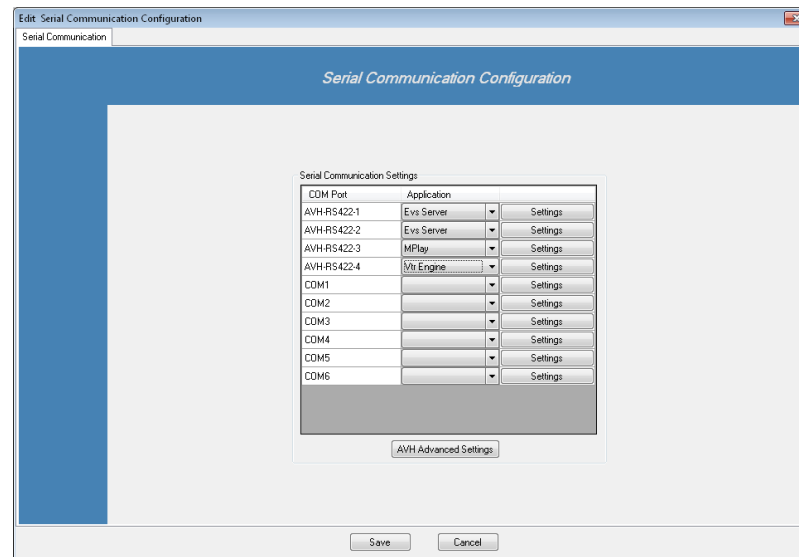 Edit Serial Communication Configuration
Serial Communication
Serial Communication Configuration
Serial Communication Settings
COM Port Application
AVH-RS422-1 Evs Server Settings
AVH-RS422-2 Evs Server Settings
AVH-RS422-3 MPlay Settings
AVH-RS422-4 Vtr Engine Settings
COM1 Settings
COM2 Settings
COM3 Settings
COM4 Settings
COM5 Settings
COM6 Settings
AVH Advanced Settings
Save Cancel